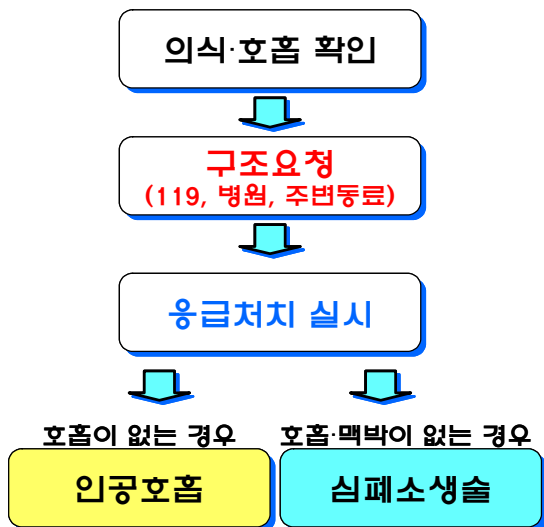 의식·호흡 확인
구조요청
(119, 병원, 주변동료)
응급처치 실시
호흡이 없는 경우
호흡·맥박이 없는 경우
인공호흡
심폐소생술